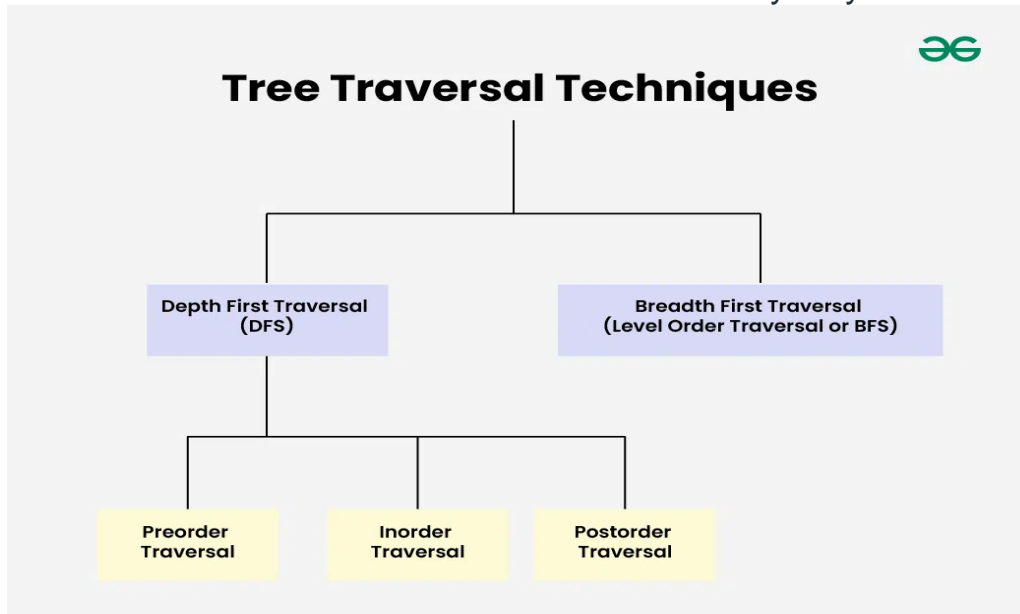 Tree Traversal Techniques
Depth First Traversal
(DFS)
Breadth First Traversal
(Level Order Traversal or BFS)
Preorder
Traversal
Inorder
Traversal
Postorder
Traversal